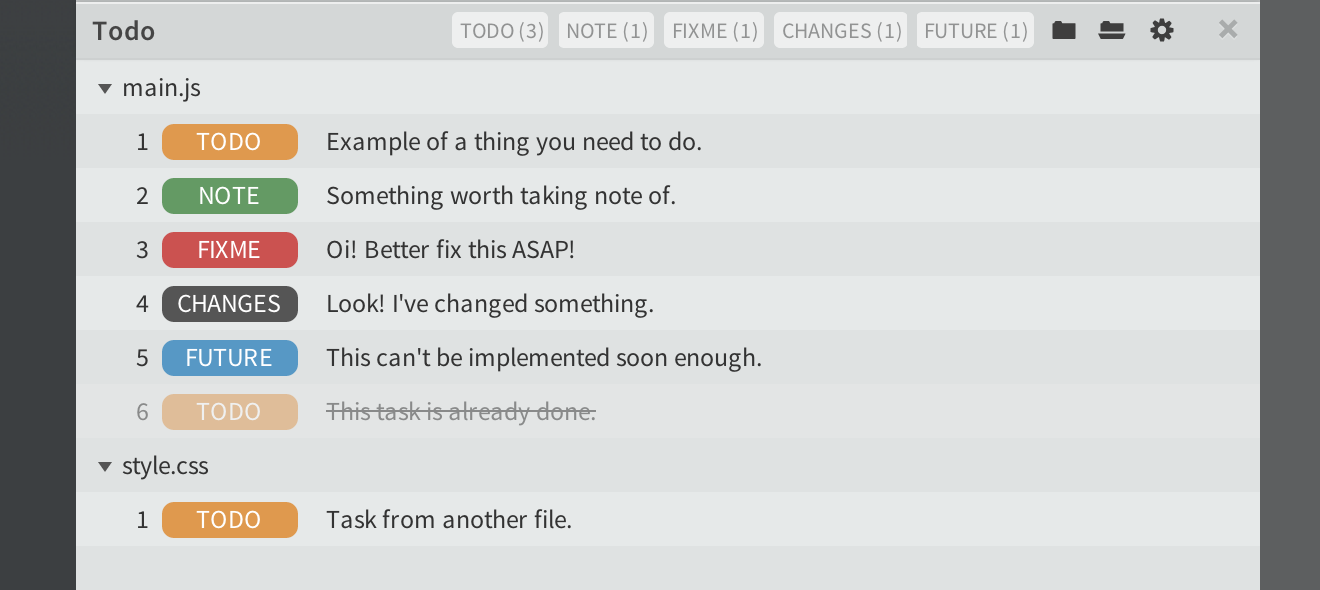 Todo TODO (3) NOTE (1) FIXME (1) CHANGES (1) FUTURE (1)
main.js
1 TODO Example of a thing you need to do.
2 NOTE Something worth taking note of.
3 FIXME Oi! Better fix this ASAP!
4 CHANGES Look! I've changed something.
5 FUTURE This can't be implemented soon enough.
6 TODO This task is already done.
style.css
1 TODO Task from another file.